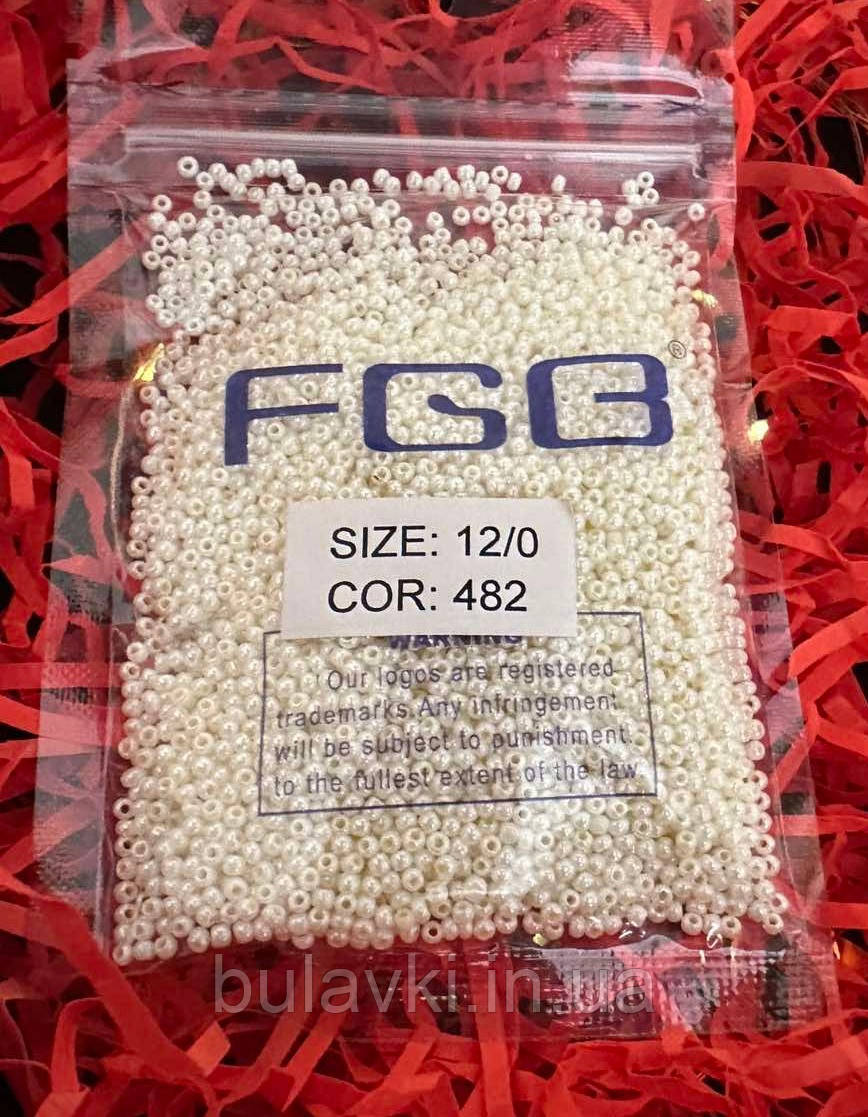 FGB®
SIZE: 12/0
COR: 482
WARNING
Our logos are registered
trademarks.Any infringement
will be subject to punishment.
to the fullest extent of the law
bulavki.in.ua